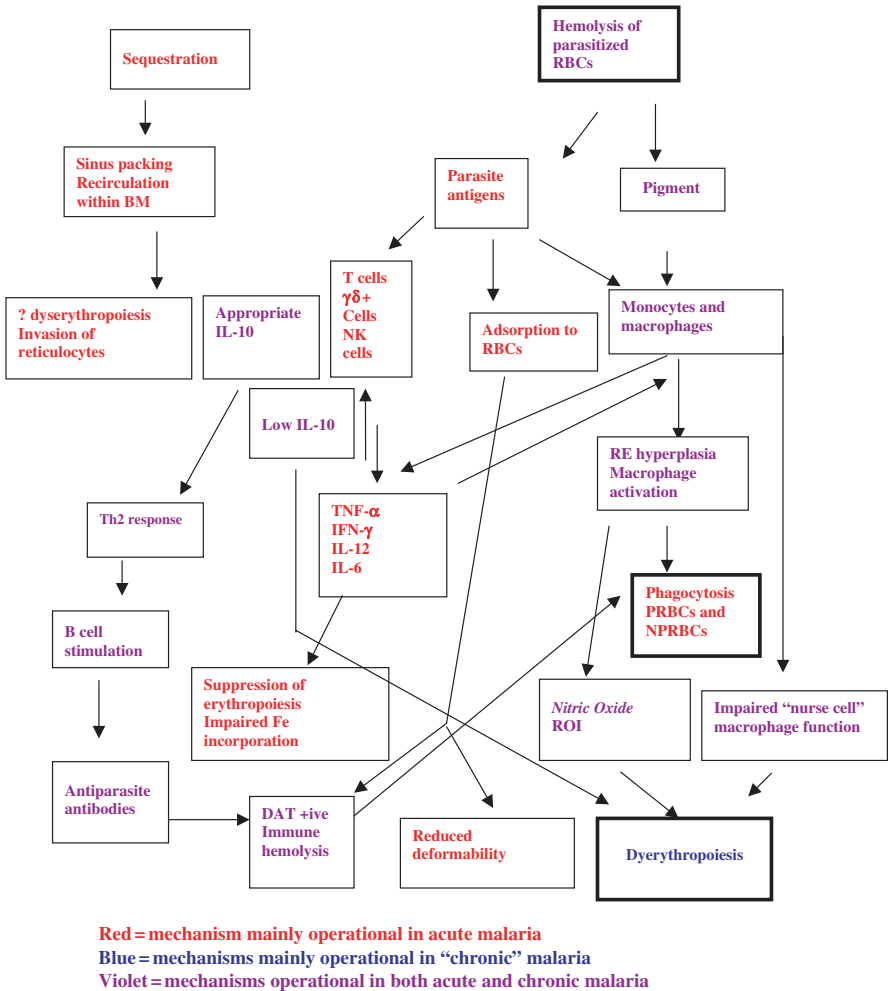 Sequestration
Hemolysis of
parasitized
RBCs
Sinus packing
Recirculation
within BM
Parasite
antigens
Pigment
? dyserythropoiesis
Invasion of
reticulocytes
Appropriate
IL-10
T cells
γδ+
Cells
NK
cells
Adsorption to
RBCs
Monocytes and
macrophages
Low IL-10
RE hyperplasia
Macrophage
activation
Th2 response
TNF-α
IFN-γ
IL-12
IL-6
Phagocytosis
PRBCs and
NPRBCs
B cell
stimulation
Suppression of
erythropoiesis
Impaired Fe
incorporation
Nitric Oxide
ROI
Impaired “nurse cell”
macrophage function
Antiparasite
antibodies
DAT +ive
Immune
hemolysis
Reduced
deformability
Dyerythropoiesis
Red = mechanism mainly operational in acute malaria
Blue = mechanisms mainly operational in “chronic” malaria
Violet = mechanisms operational in both acute and chronic malaria